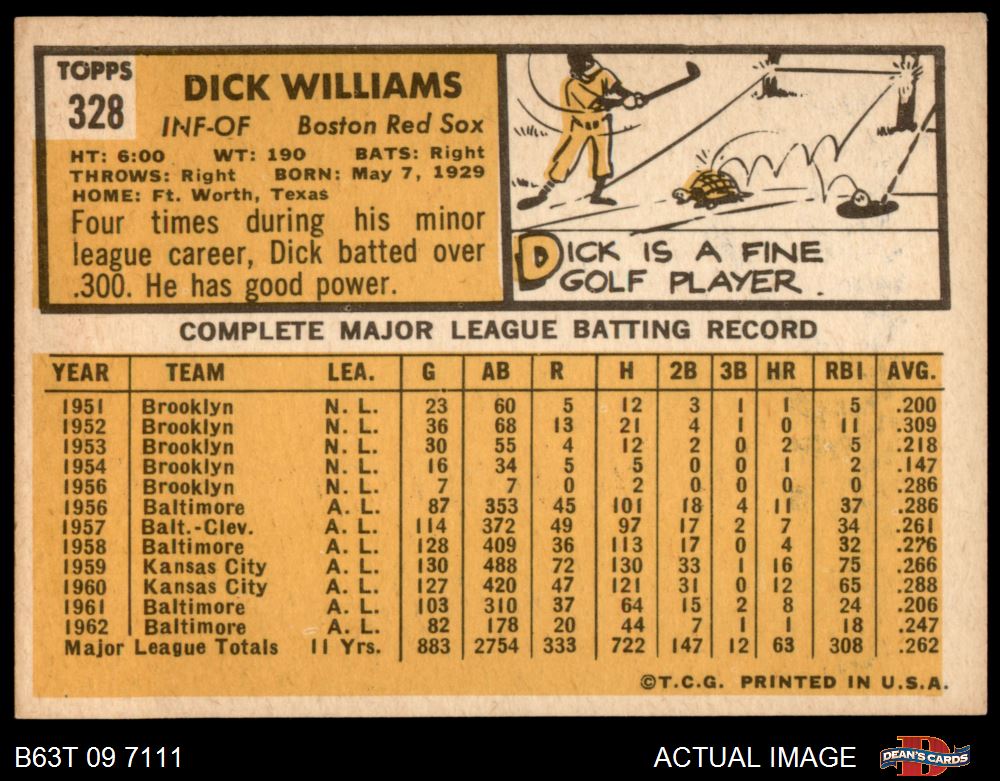 TOPPS
328
DICK WILLIAMS
INF-OF Boston Red Sox
HT: 6:00 WT: 190 BATS: Right
THROWS: Right BORN: May 7, 1929
HOME: Ft. Worth, Texas
Four times during his minor
league career, Dick batted over
.300. He has good power.
DICK IS A FINE
GOLF PLAYER.
COMPLETE MAJOR LEAGUE BATTING RECORD
YEAR TEAM LEA. G AB R H 2B 3B HR RBI AVG.
1951 Brooklyn N. L. 23 60 5 12 3 1 1 5 .200
1952 Brooklyn N. L. 36 68 13 21 4 1 0 11 .309
1953 Brooklyn N. L. 30 55 4 12 2 0 2 5 .218
1954 Brooklyn N. L. 16 34 5 5 0 0 1 2 .147
1956 Brooklyn N. L. 7 7 0 2 0 0 0 0 .286
1956 Baltimore A. L. 87 353 45 101 18 4 11 37 .286
1957 Balt.-Clev. A. L. 114 372 49 97 17 2 7 34 .261
1958 Baltimore A. L. 128 409 36 113 17 0 4 32 .276
1959 Kansas City A. L. 130 488 72 130 33 1 16 75 .266
1960 Kansas City A. L. 127 420 47 121 31 0 12 65 .288
1961 Baltimore A. L. 103 310 37 64 15 2 8 24 .206
1962 Baltimore A. L. 82 178 20 44 7 1 1 18 .247
Major League Totals 11 Yrs. 883 2754 333 722 147 12 63 308 .262
©T.C.G. PRINTED IN U.S.A.
B63T 09 7111 ACTUAL IMAGE DEAN'S CARDS